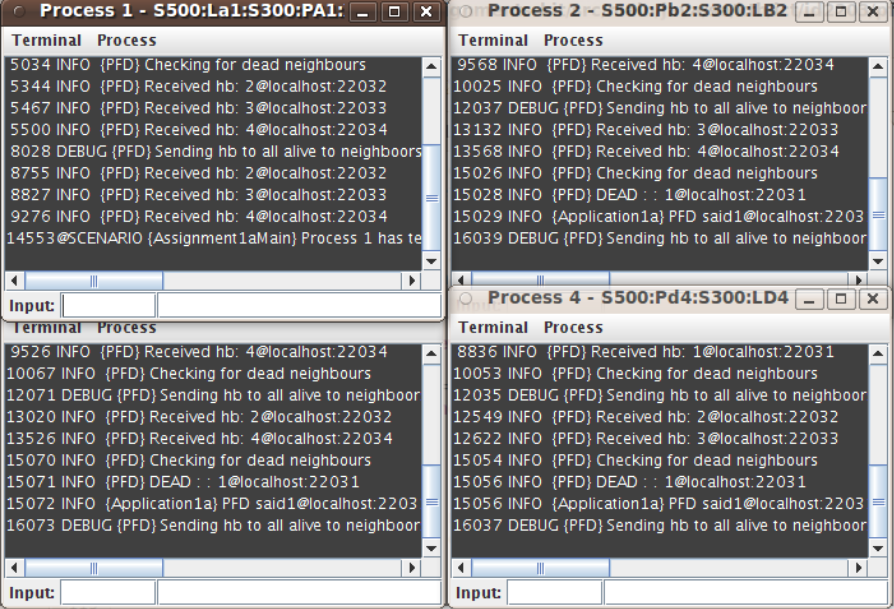 Process 1 - S500:La1:S300:PA1:
Terminal Process
5034 INFO {PFD} Checking for dead neighbours
5344 INFO {PFD} Received hb: 2@localhost:22032
5467 INFO {PFD} Received hb: 3@localhost:22033
5500 INFO {PFD} Received hb: 4@localhost:22034
8028 DEBUG {PFD} Sending hb to all alive to neighboors
8755 INFO {PFD} Received hb: 2@localhost:22032
8827 INFO {PFD} Received hb: 3@localhost:22033
9276 INFO {PFD} Received hb: 4@localhost:22034
14553@SCENARIO {Assignment1aMain} Process 1 has te
Input:
Process 2 - S500:Pb2:S300:LB2
Terminal Process
9568 INFO {PFD} Received hb: 4@localhost:22034
10025 INFO {PFD} Checking for dead neighbours
12037 DEBUG {PFD} Sending hb to all alive to neighboor
13132 INFO {PFD} Received hb: 3@localhost:22033
13568 INFO {PFD} Received hb: 4@localhost:22034
15026 INFO {PFD} Checking for dead neighbours
15028 INFO {PFD} DEAD : : 1@localhost:22031
15029 INFO {Application1a} PFD said1@localhost:2203
16039 DEBUG {PFD} Sending hb to all alive to neighboor
Terminal Process
9526 INFO {PFD} Received hb: 4@localhost:22034
10067 INFO {PFD} Checking for dead neighbours
12071 DEBUG {PFD} Sending hb to all alive to neighboor
13020 INFO {PFD} Received hb: 2@localhost:22032
13526 INFO {PFD} Received hb: 4@localhost:22034
15070 INFO {PFD} Checking for dead neighbours
15071 INFO {PFD} DEAD : : 1@localhost:22031
15072 INFO {Application1a} PFD said1@localhost:2203
16073 DEBUG {PFD} Sending hb to all alive to neighboor
Input:
Process 4 - S500:Pd4:S300:LD4
Terminal Process
8836 INFO {PFD} Received hb: 1@localhost:22031
10053 INFO {PFD} Checking for dead neighbours
12035 DEBUG {PFD} Sending hb to all alive to neighboor
12549 INFO {PFD} Received hb: 2@localhost:22032
12622 INFO {PFD} Received hb: 3@localhost:22033
15054 INFO {PFD} Checking for dead neighbours
15056 INFO {PFD} DEAD : : 1@localhost:22031
15056 INFO {Application1a} PFD said1@localhost:2203
16037 DEBUG {PFD} Sending hb to all alive to neighboor
Input: